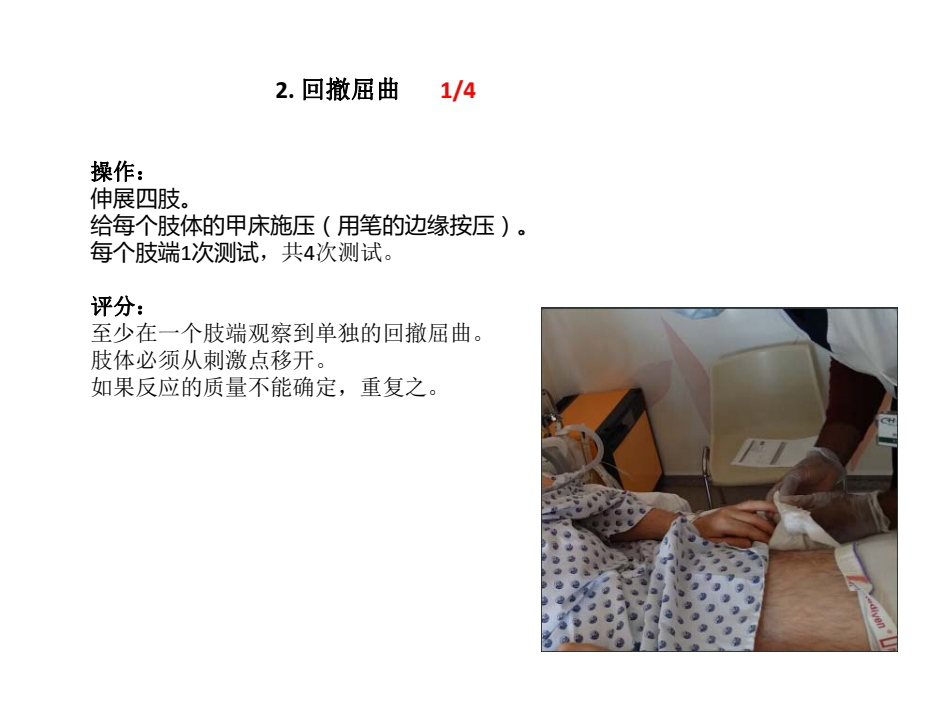 2. 回撤屈曲 1/4
操作：
伸展四肢。
给每个肢体的甲床施压（用笔的边缘按压）。
每个肢端1次测试，共4次测试。
评分：
至少在一个肢端观察到单独的回撤屈曲。
肢体必须从刺激点移开。
如果反应的质量不能确定，重复之。
mediven